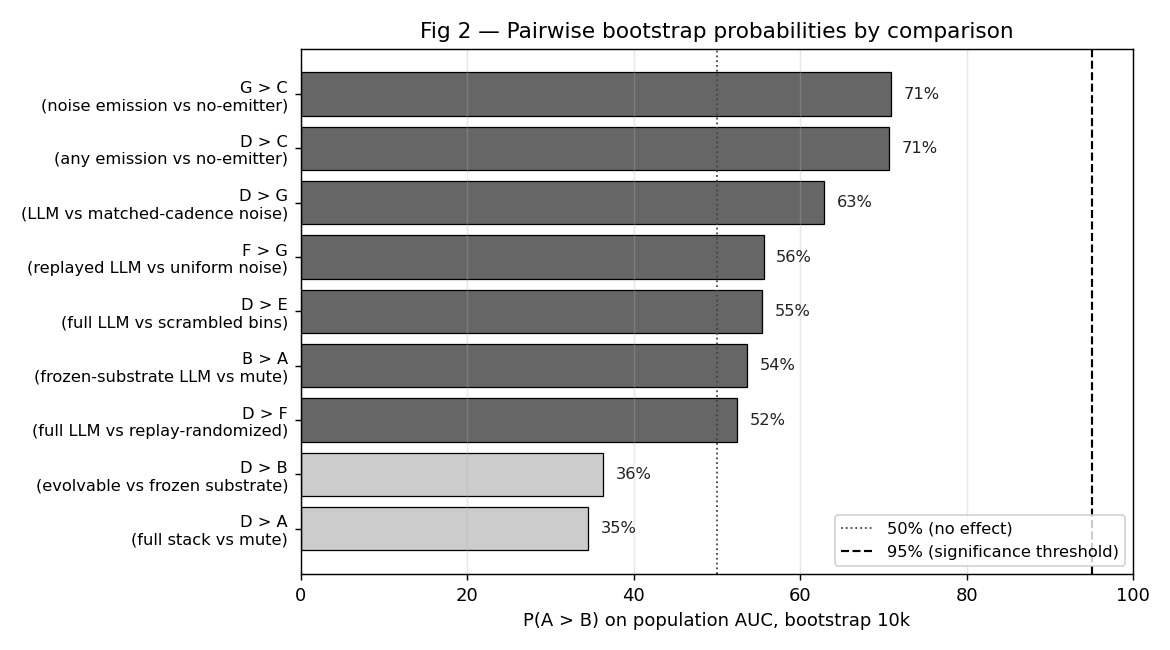 Fig 2 — Pairwise bootstrap probabilities by comparison
G > C
(noise emission vs no-emitter)
71%
D > C
(any emission vs no-emitter)
71%
D > G
(LLM vs matched-cadence noise)
63%
F > G
(replayed LLM vs uniform noise)
56%
D > E
(full LLM vs scrambled bins)
55%
B > A
(frozen-substrate LLM vs mute)
54%
D > F
(full LLM vs replay-randomized)
52%
D > B
(evolvable vs frozen substrate)
36%
D > A
(full stack vs mute)
35%
50% (no effect)
95% (significance threshold)
0 20 40 60 80 100
P(A > B) on population AUC, bootstrap 10k